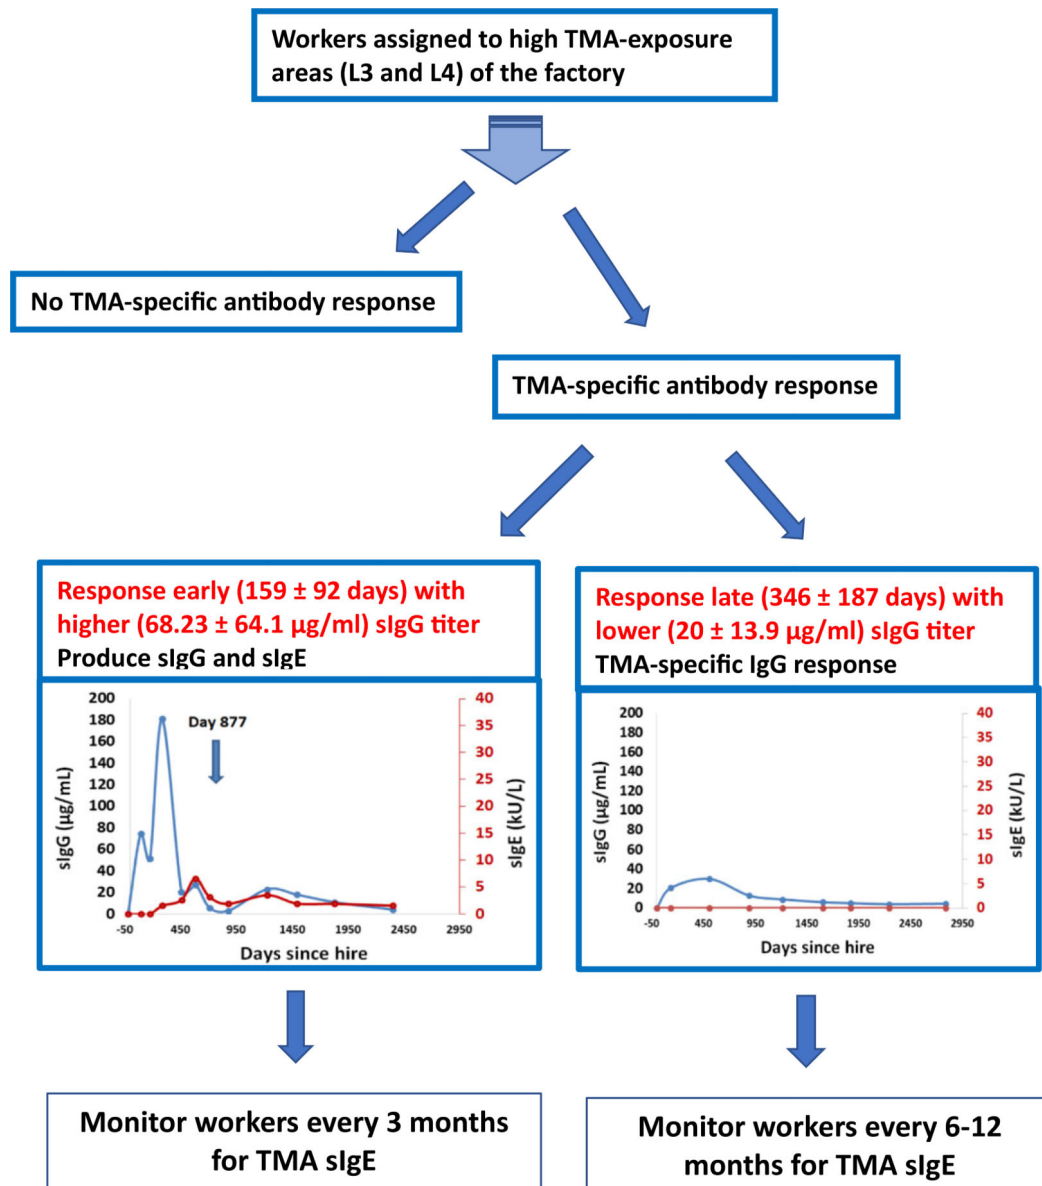 Workers assigned to high TMA-exposure
areas (L3 and L4) of the factory
No TMA-specific antibody response
TMA-specific antibody response
Response early (159 ± 92 days) with
higher (68.23 ± 64.1 µg/ml) sIgG titer
Produce sIgG and sIgE
200
180
160
140
120
100
80
60
40
20
0
sIgG (µg/mL)
Day 877
40
35
30
25
20
15
10
5
0
sIgE (kU/L)
-50 450 950 1450 1950 2450 2950
Days since hire
Response late (346 ± 187 days) with
lower (20 ± 13.9 µg/ml) sIgG titer
TMA-specific IgG response
200
180
160
140
120
100
80
60
40
20
0
sIgG (µg/mL)
40
35
30
25
20
15
10
5
0
sIgE (kU/L)
-50 450 950 1450 1950 2450 2950
Days since hire
Monitor workers every 3 months
for TMA sIgE
Monitor workers every 6-12
months for TMA sIgE